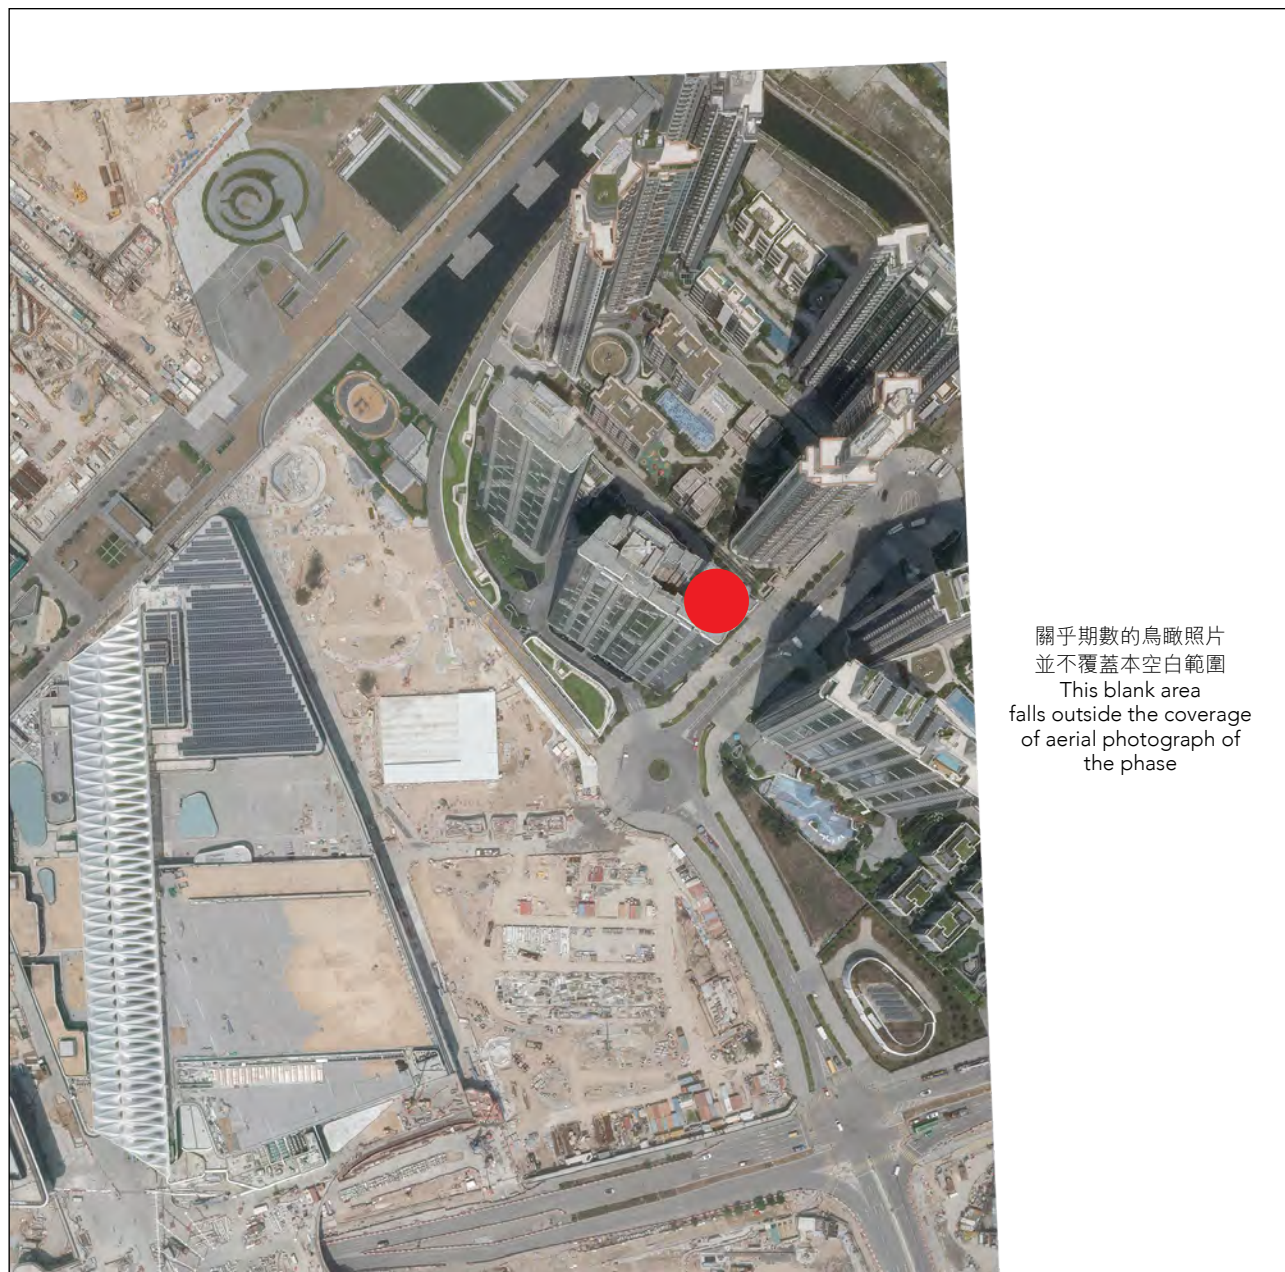 關乎期數的鳥瞰照片
並不覆蓋本空白範圍
This blank area
falls outside the coverage
of aerial photograph of
the phase